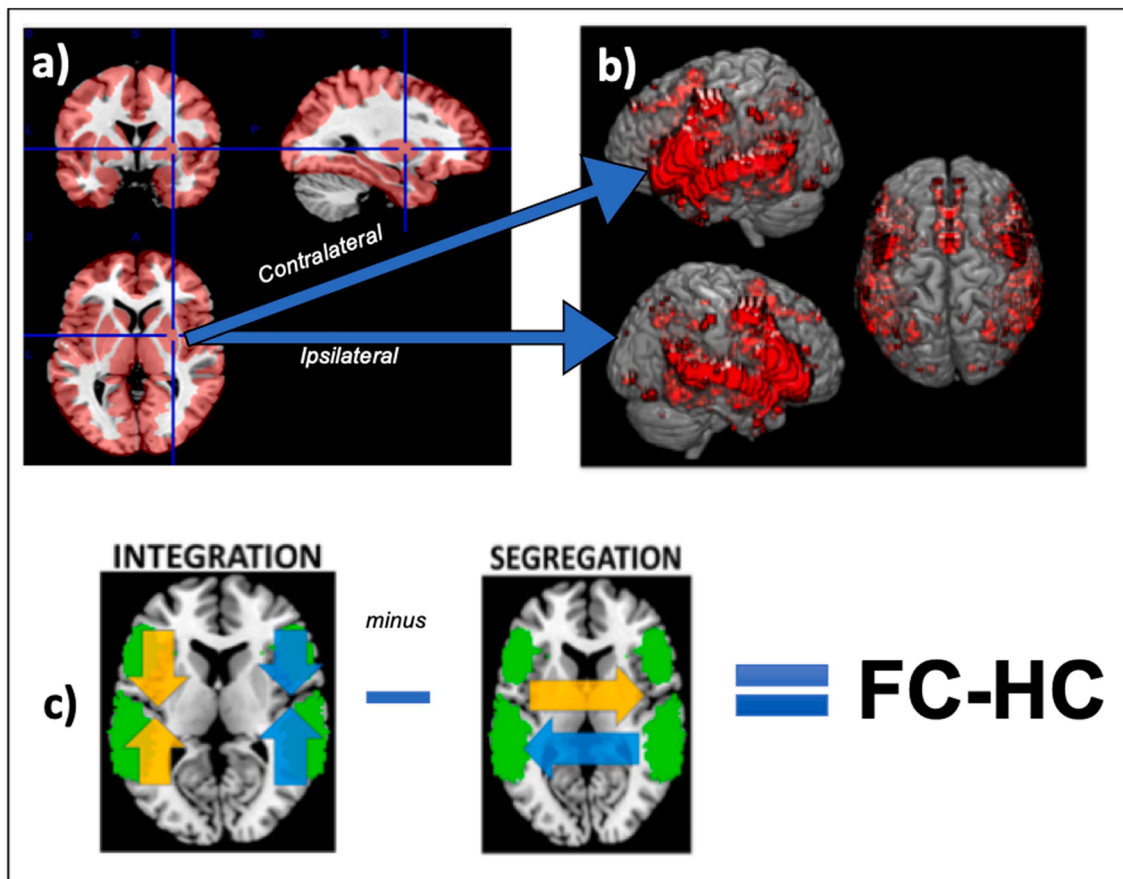 a)
b)
Contralateral
Ipsilateral
INTEGRATION
SEGREGATION
minus
c)
FC-HC